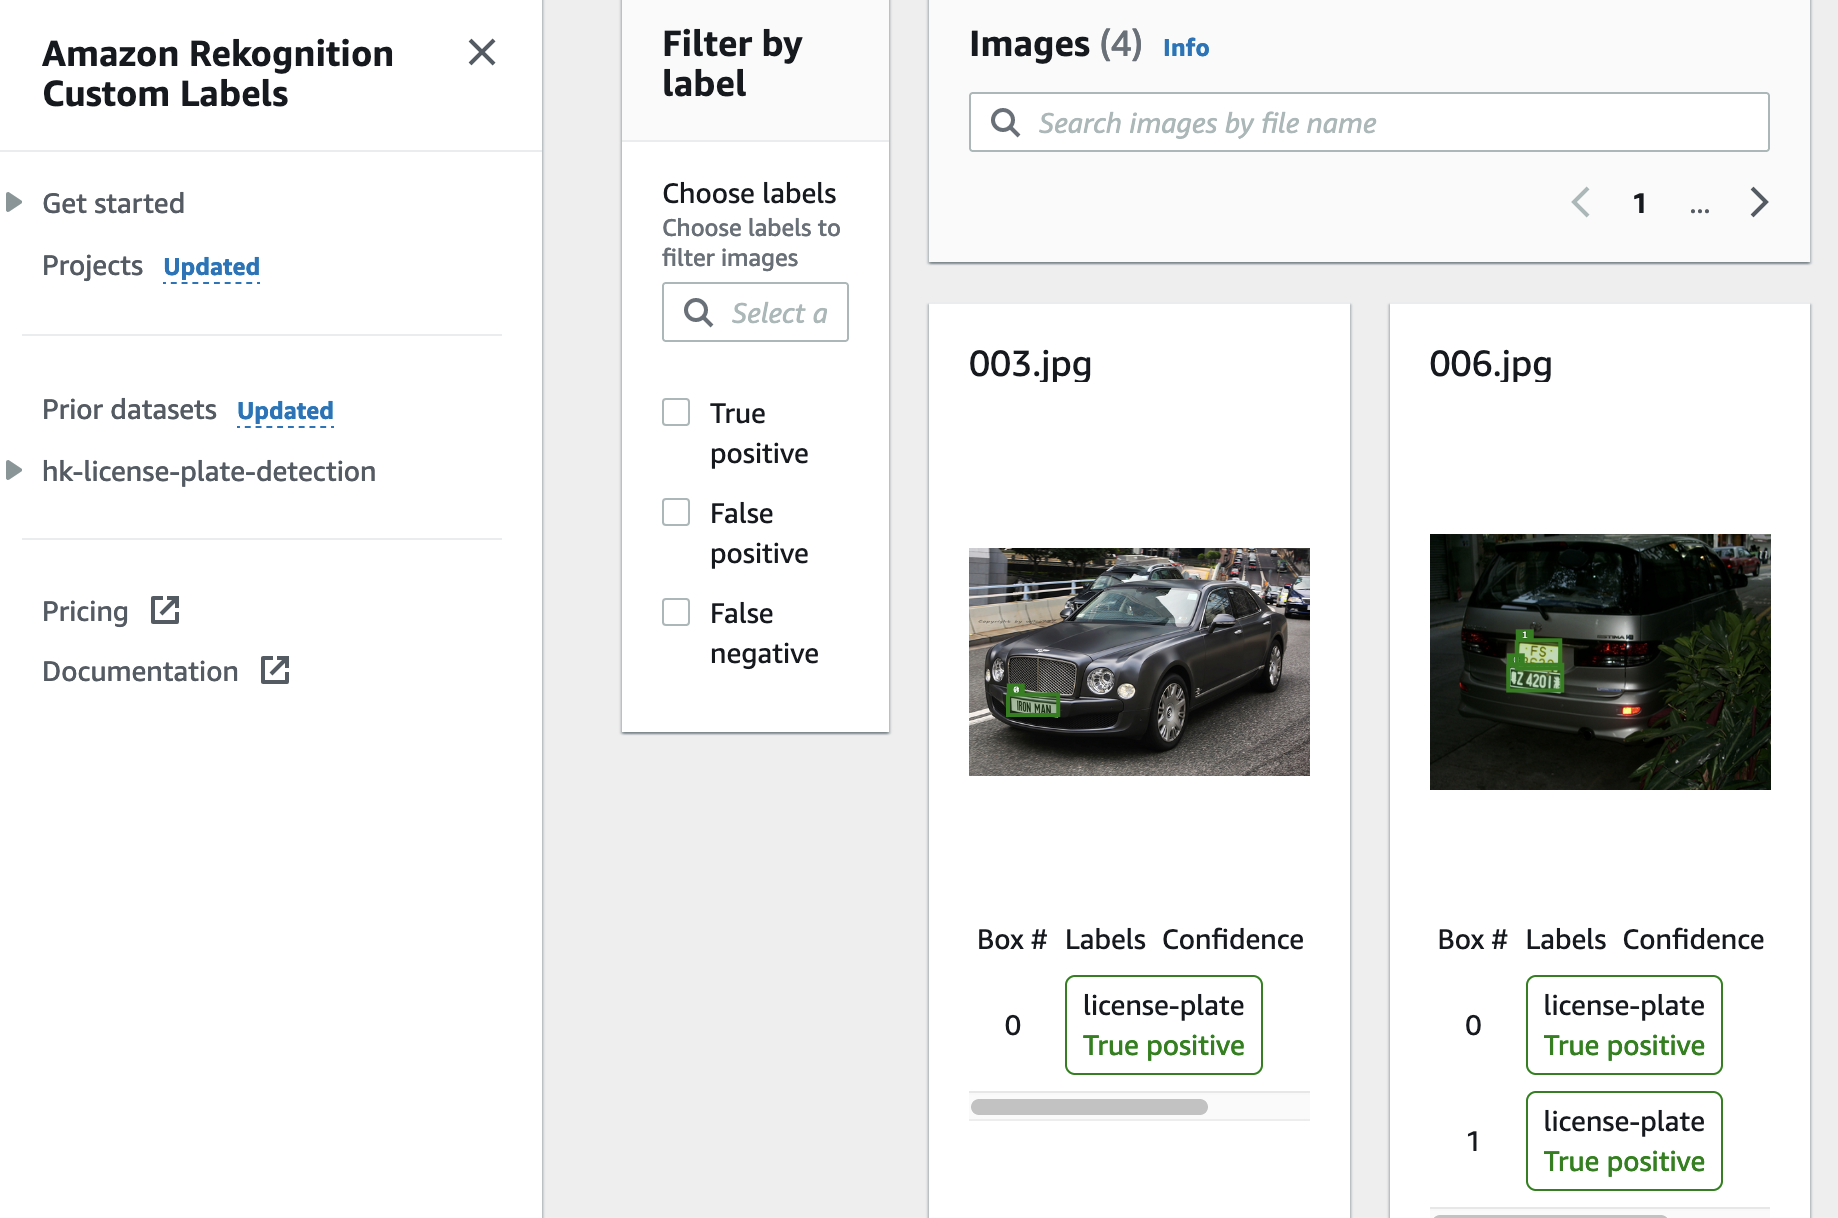 Amazon Rekognition
Custom Labels
Get started
Projects Updated
Prior datasets Updated
hk-license-plate-detection
Pricing
Documentation
Filter by
label
Choose labels
Choose labels to
filter images
Select a
True
positive
False
positive
False
negative
Images (4) Info
Search images by file name
1 ...
003.jpg
IRON MAN
Box # Labels Confidence
0 license-plate
True positive
006.jpg
1
FS
Box # Labels Confidence
0 license-plate
True positive
1 license-plate
True positive